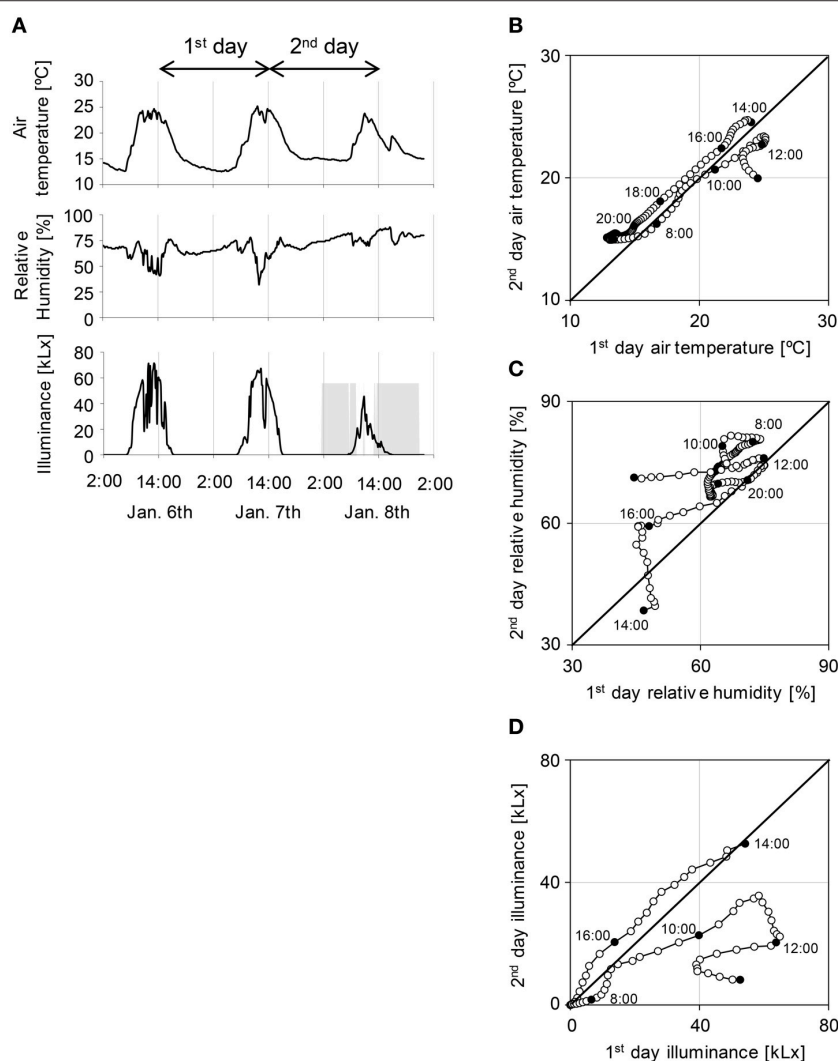 A
1st day
2nd day
Air
temperature [ºC]
30
25
20
15
10
Relative
Humidity [%]
100
75
50
25
0
Illuminance [kLx]
80
60
40
20
0
2:00
14:00
2:00
14:00
2:00
14:00
2:00
Jan. 6th
Jan. 7th
Jan. 8th
B
2nd day air temperature [ºC]
30
20
10
14:00
16:00
12:00
10:00
18:00
20:00
8:00
10
20
30
1st day air temperature [ºC]
C
2nd day relative humidity [%]
90
60
30
8:00
10:00
12:00
20:00
16:00
14:00
30
60
90
1st day relative humidity [%]
D
2nd day illuminance [kLx]
80
40
0
14:00
10:00
16:00
12:00
8:00
0
40
80
1st day illuminance [kLx]